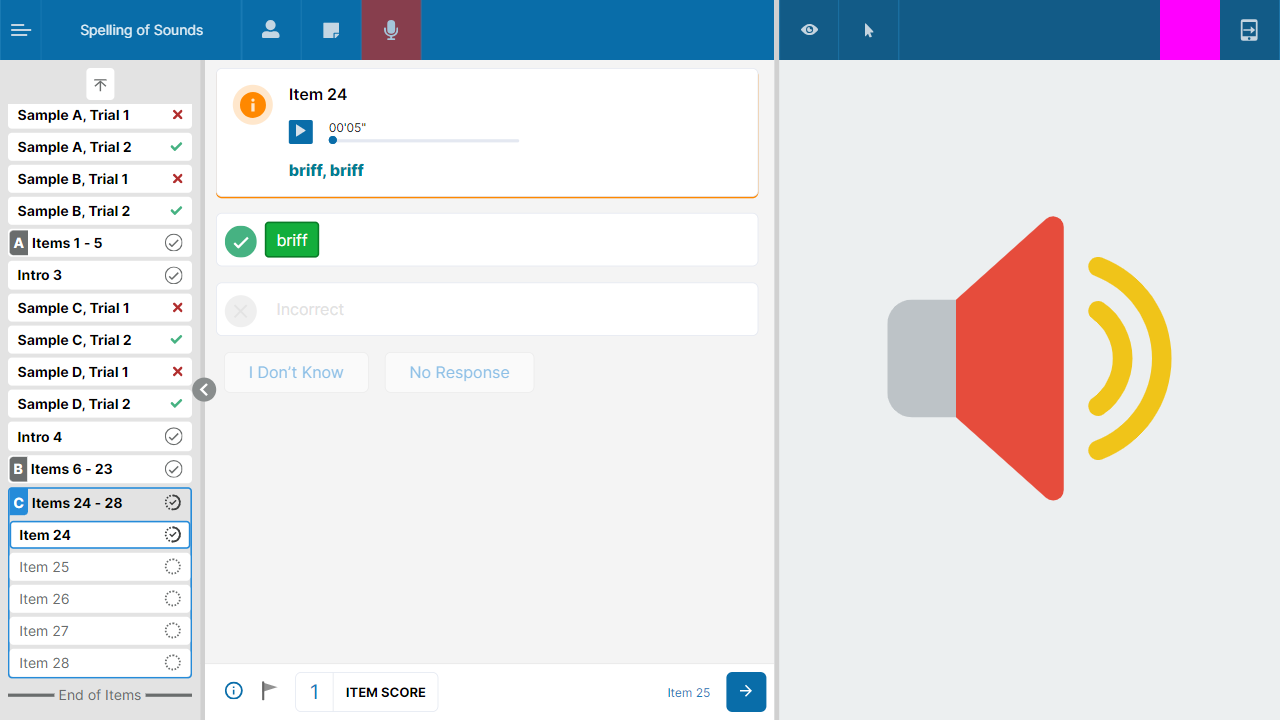 Spelling of Sounds
Sample A, Trial 1
Sample A, Trial 2
Sample B, Trial 1
Sample B, Trial 2
A Items 1 - 5
Intro 3
Sample C, Trial 1
Sample C, Trial 2
Sample D, Trial 1
Sample D, Trial 2
Intro 4
B Items 6 - 23
C Items 24 - 28
Item 24
Item 25
Item 26
Item 27
Item 28
End of Items
Item 24
00'05"
briff, briff
briff
Incorrect
I Don’t Know
No Response
1 ITEM SCORE
Item 25